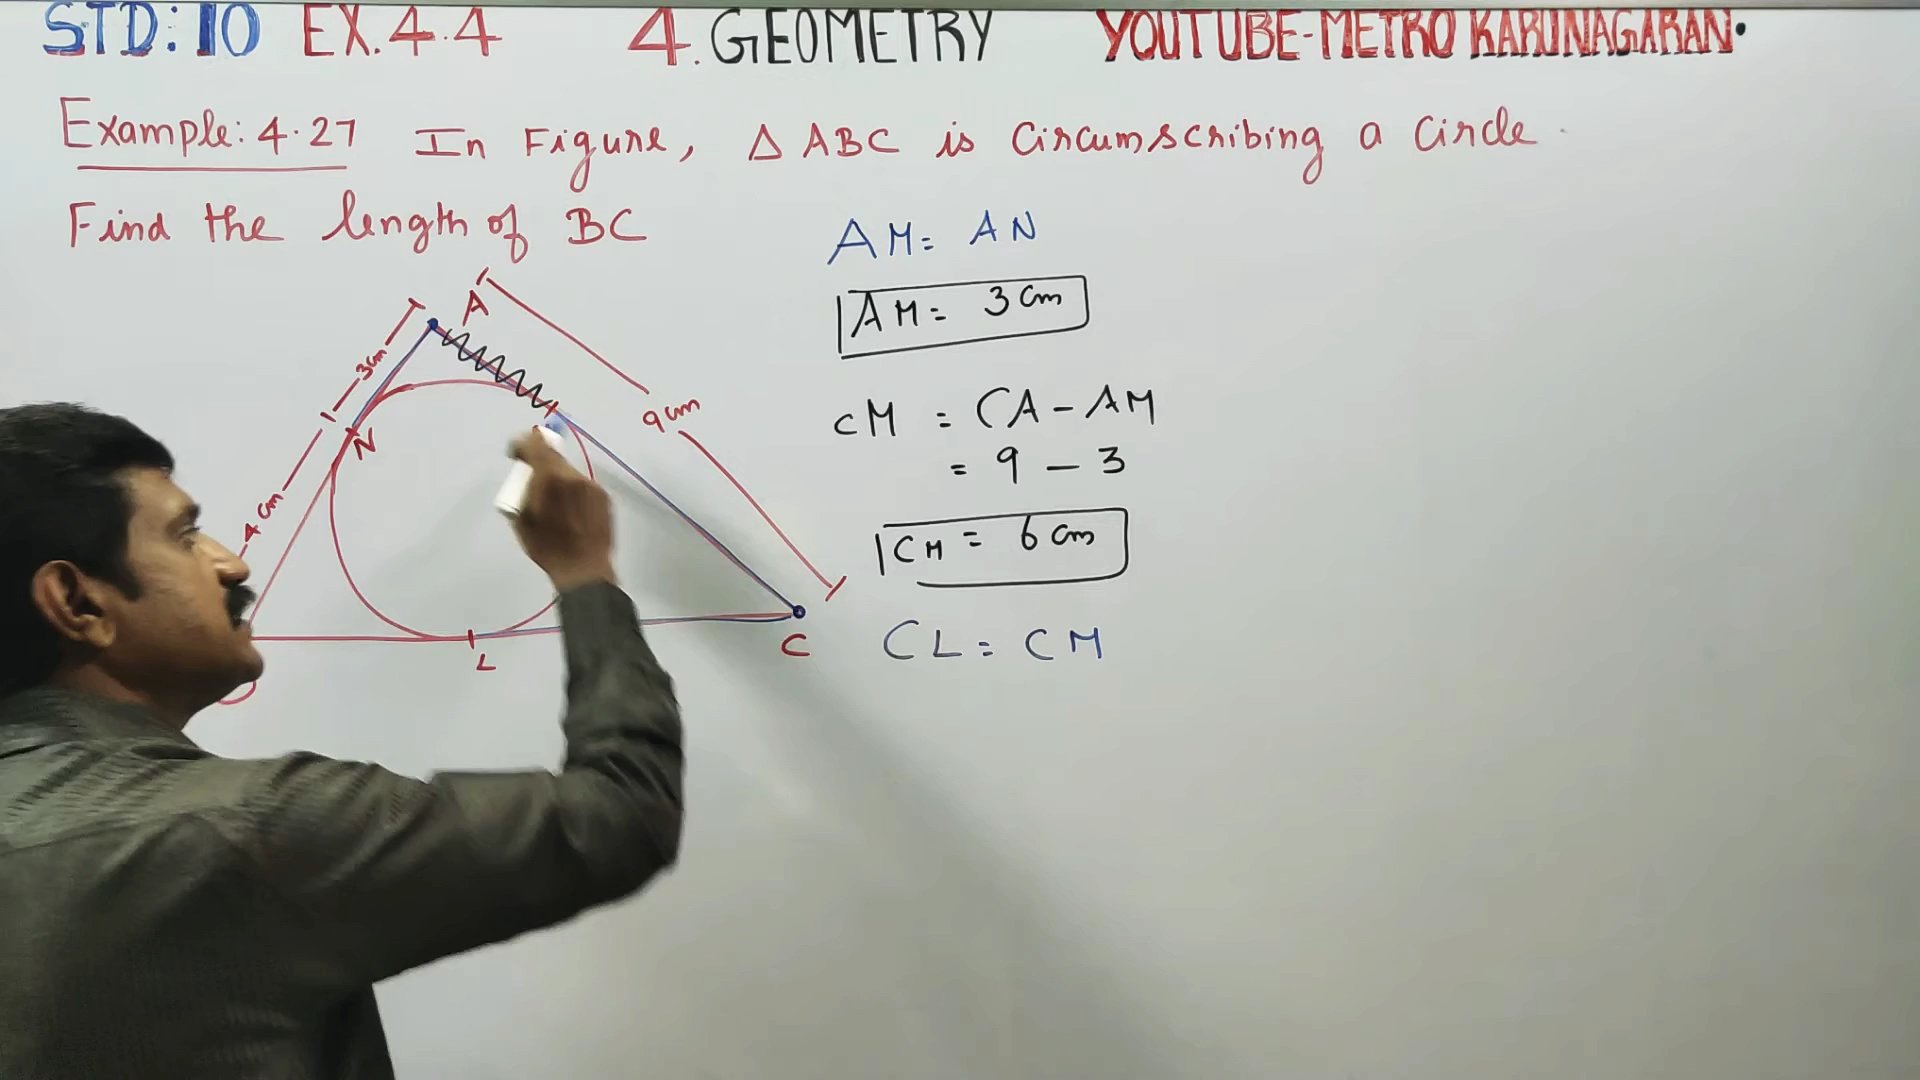 STD: 10 EX.4.4 4. GEOMETRY YOUTUBE-METRO KARUNAGARAN.
Example: 4.27 In Figure, Δ ABC is Circumscribing a Circle.
Find the length of BC
AM = AN
AM = 3 cm
CM = CA - AM
= 9 - 3
CM = 6 cm
CL = CM
A
3cm
9 cm
N
4 cm
L
C